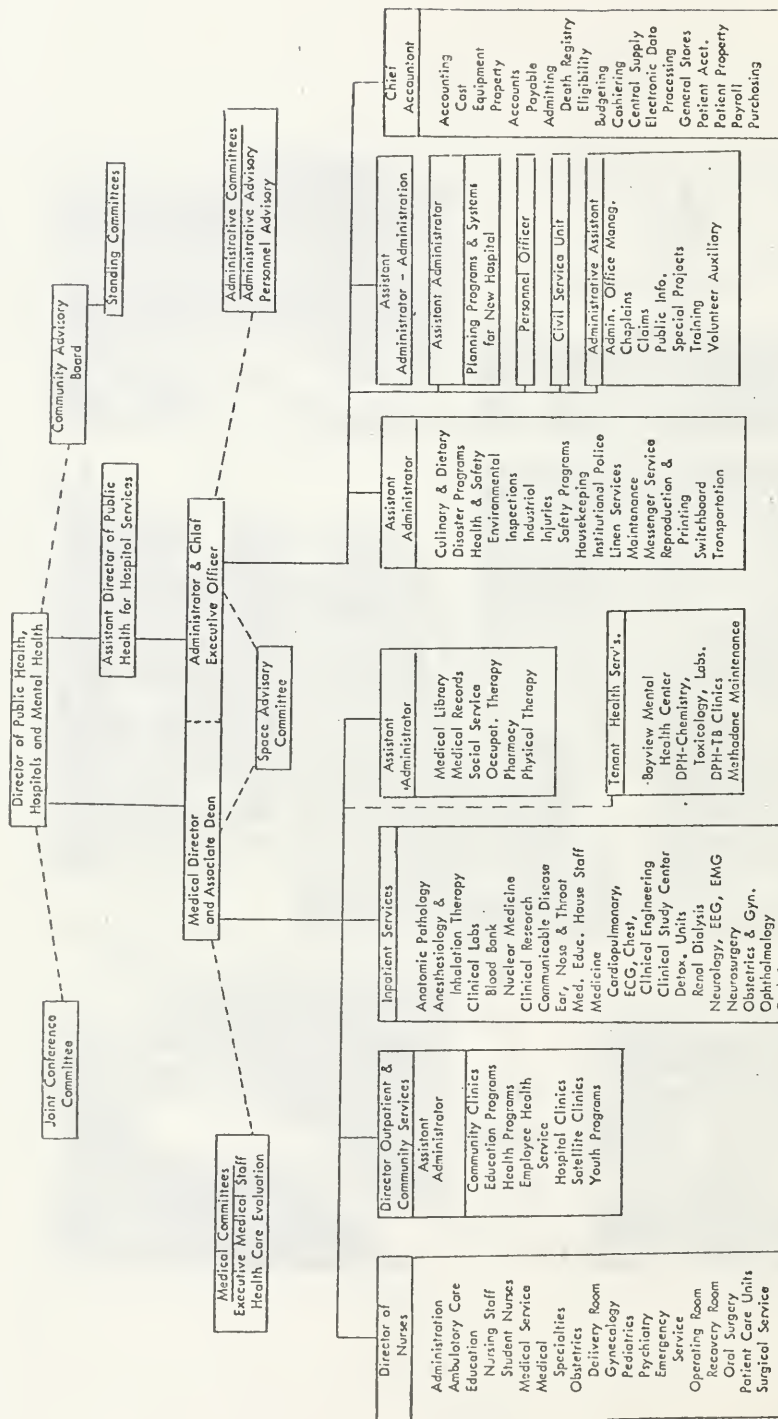 Director of Public Health,
Hospitals and Mental Health
Joint Conference
Committee
Community Advisory
Board
Standing Committees
Assistant Director of Public
Health for Hospital Services
Medical Director
and Associate Dean
Administrator & Chief
Executive Officer
Space Advisory
Committee
Medical Committees
Executive Medical Staff
Health Care Evaluation
Administrative Committees
Administrative Advisory
Personnel Advisory
Director of
Nurses
Administration
Ambulatory Care
Education
Nursing Staff
Student Nurses
Medical Service
Medical
Specialties
Obstetrics
Delivery Room
Gynecology
Pediatrics
Psychiatry
Emergency
Service
Operating Room
Recovery Room
Oral Surgery
Patient Care Units
Surgical Service
Director Outpatient &
Community Services
Assistant
Administrator
Community Clinics
Education Programs
Health Programs
Employee Health
Service
Hospital Clinics
Satellite Clinics
Youth Programs
Inpatient Services
Anatomic Pathology
Anesthesiology &
Inhalation Therapy
Clinical Labs
Blood Bank
Nuclear Medicine
Clinical Research
Communicable Disease
Ear, Nose & Throat
Med. Educ. House Staff
Medicine
Cardiopulmonary,
ECG, Chest,
Clinical Engineering
Clinical Study Center
Detox. Units
Renal Dialysis
Neurology, EEG, EMG
Neurosurgery
Obstetrics & Gyn.
Ophthalmology
Assistant
Administrator
Medical Library
Medical Records
Social Service
Occupat. Therapy
Pharmacy
Physical Therapy
Tenant Health Serv's.
Bayview Mental
Health Center
DPH-Chemistry,
Toxicology, Labs.
DPH-TB Clinics
Methadone Maintenance
Assistant
Administrator
Culinary & Dietary
Disaster Programs
Health & Safety
Environmental
Inspections
Industrial
Injuries
Safety Programs
Housekeeping
Institutional Police
Linen Services
Maintenance
Messenger Service
Reproduction &
Printing
Switchboard
Transportation
Assistant
Administrator - Administration
Assistant Administrator
Planning Programs & Systems
for New Hospital
Personnel Officer
Civil Service Unit
Administrative Assistant
Admin. Office Manag.
Chaplains
Claims
Public Info.
Special Projects
Training
Volunteer Auxiliary
Chief
Accountant
Accounting
Cost
Equipment
Property
Accounts
Payable
Admitting
Death Registry
Eligibility
Budgeting
Cashiering
Central Supply
Electronic Data
Processing
General Stores
Patient Acct.
Patient Property
Payroll
Purchasing